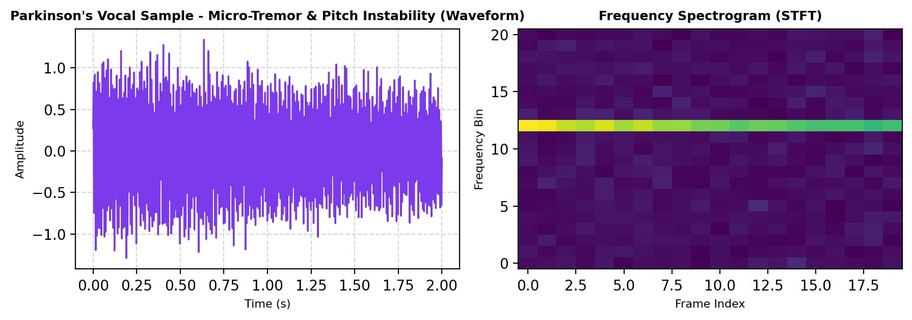 Parkinson's Vocal Sample - Micro-Tremor & Pitch Instability (Waveform)
Amplitude
1.0
0.5
0.0
−0.5
−1.0
0.00 0.25 0.50 0.75 1.00 1.25 1.50 1.75 2.00
Time (s)
Frequency Spectrogram (STFT)
Frequency Bin
20
15
10
5
0
0.0 2.5 5.0 7.5 10.0 12.5 15.0 17.5
Frame Index